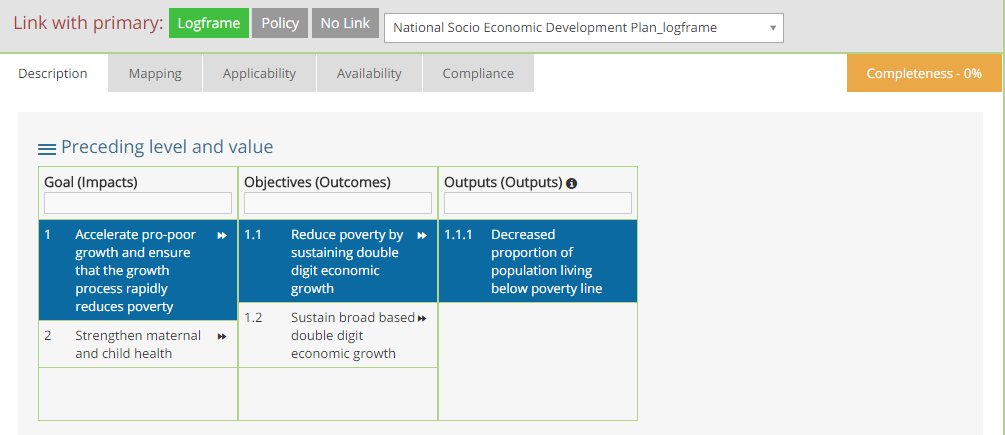 Link with primary: Logframe Policy No Link National Socio Economic Development Plan_logframe
Description Mapping Applicability Availability Compliance Completeness - 0%
Preceding level and value
Goal (Impacts) Objectives (Outcomes) Outputs (Outputs)
1 Accelerate pro-poor
growth and ensure
that the growth
process rapidly
reduces poverty
2 Strengthen maternal
and child health
1.1 Reduce poverty by
sustaining double
digit economic
growth
1.2 Sustain broad based
double digit
economic growth
1.1.1 Decreased
proportion of
population living
below poverty line